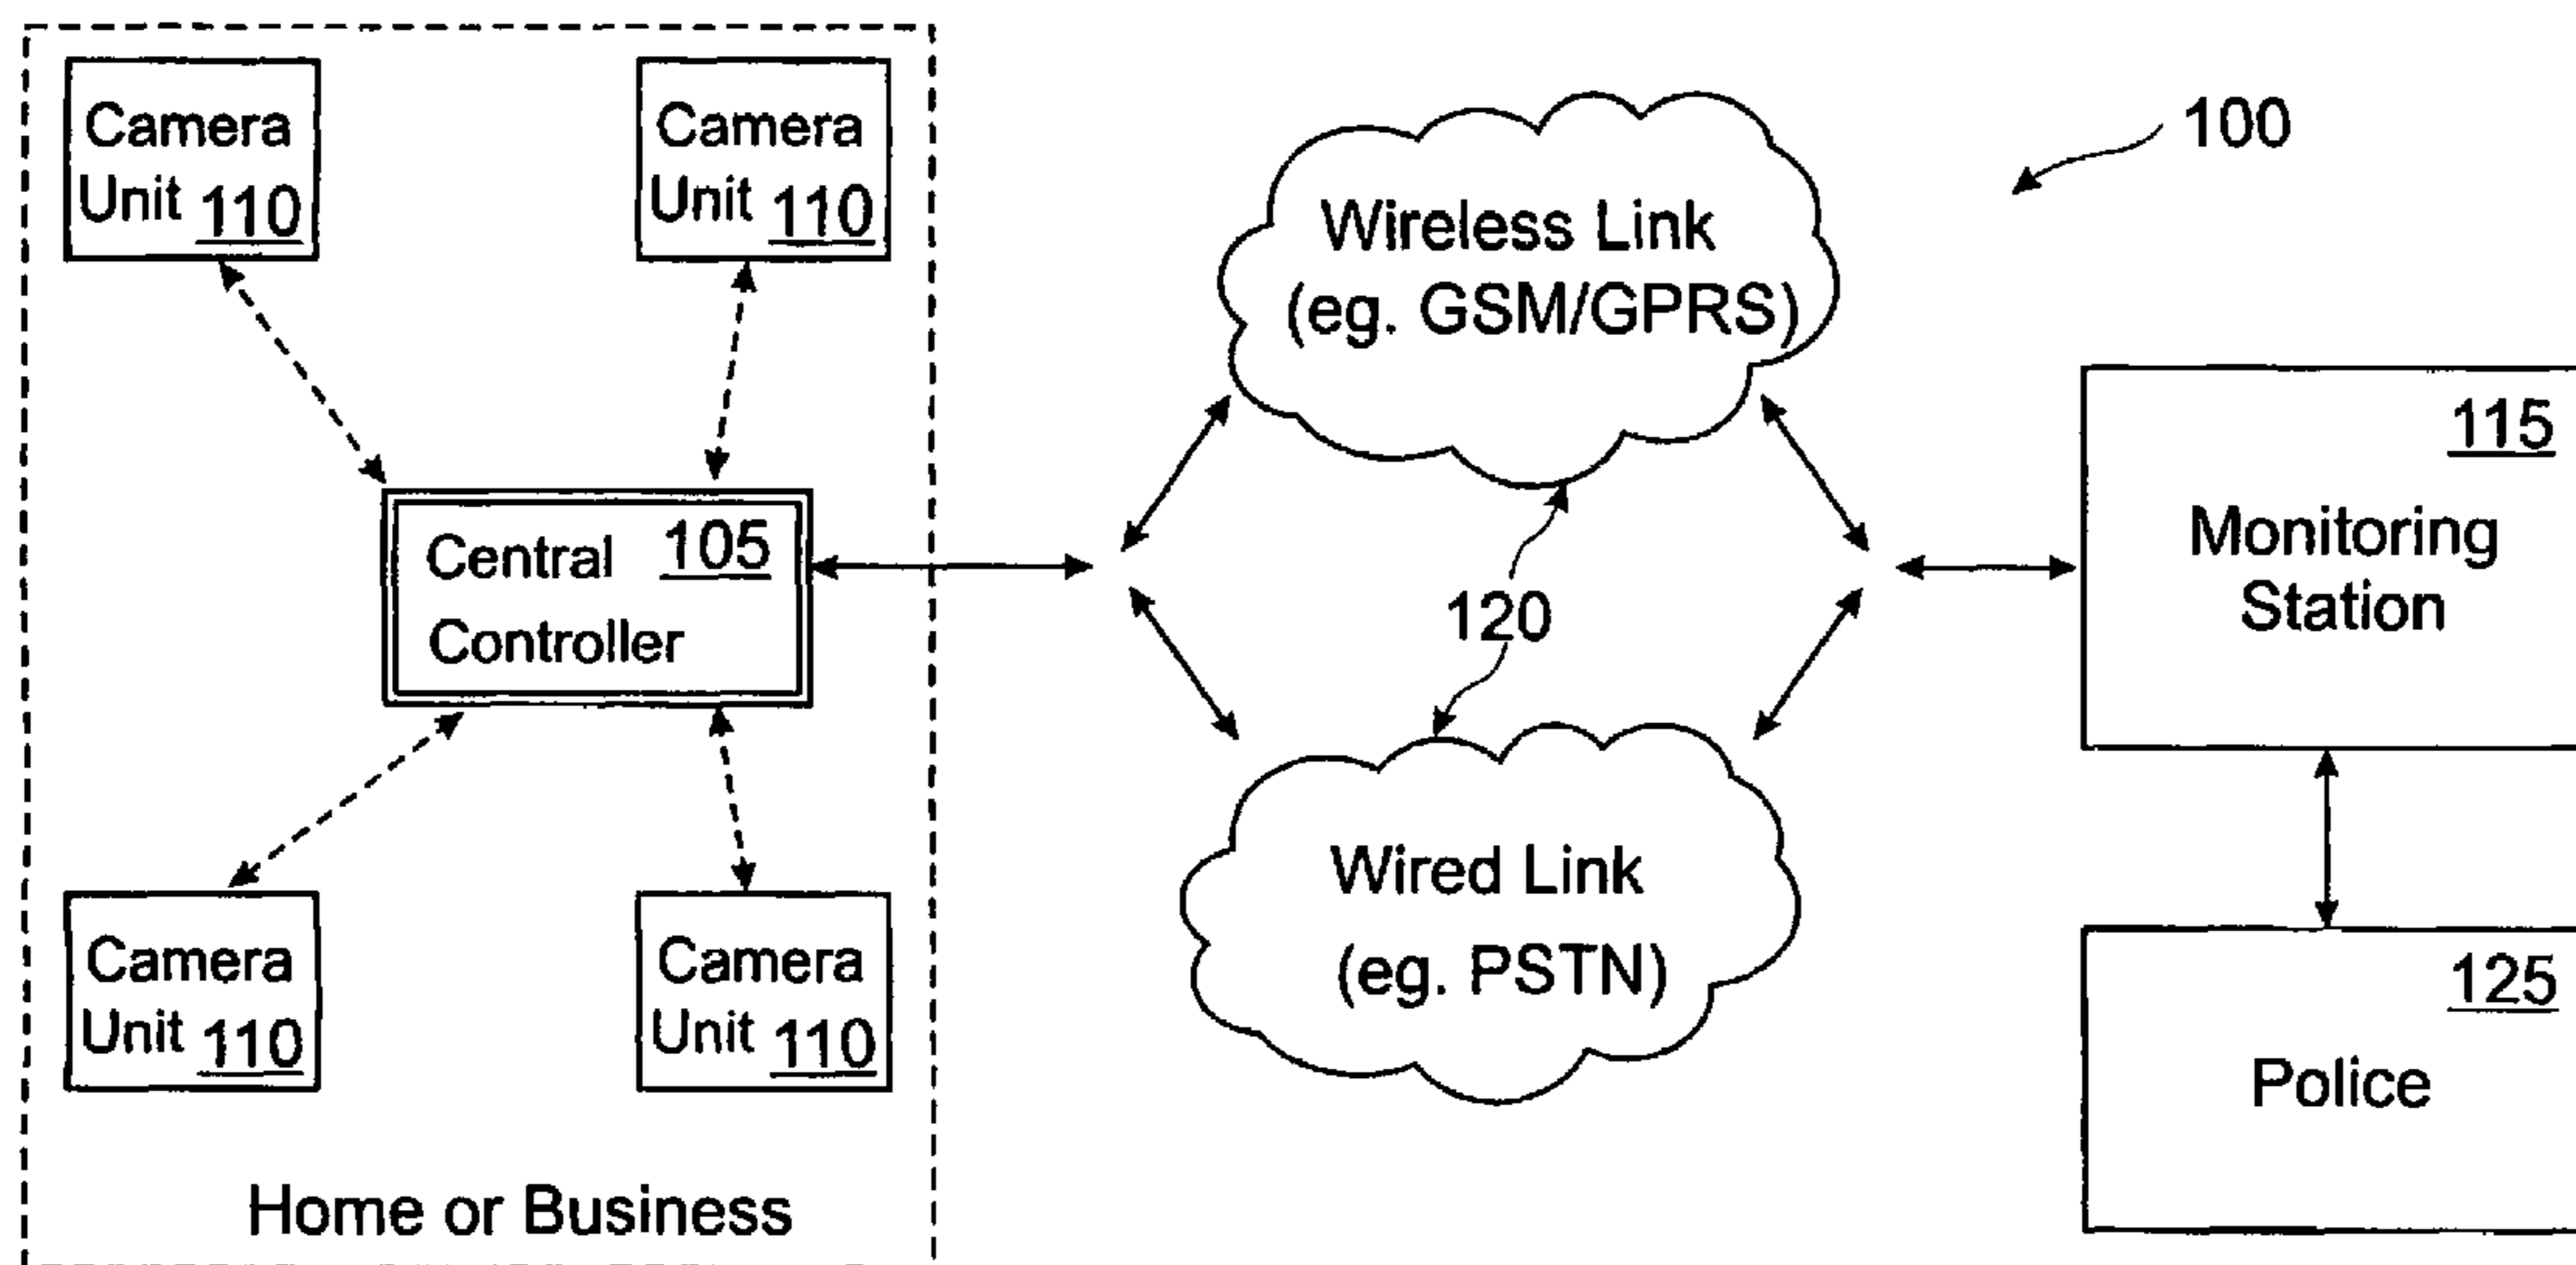 Camera
Unit 110
Camera
Unit 110
100
Wireless Link
(eg. GSM/GPRS)
115
Monitoring
Station
Central 105
Controller
120
Wired Link
(eg. PSTN)
125
Police
Camera
Unit 110
Camera
Unit 110
Home or Business